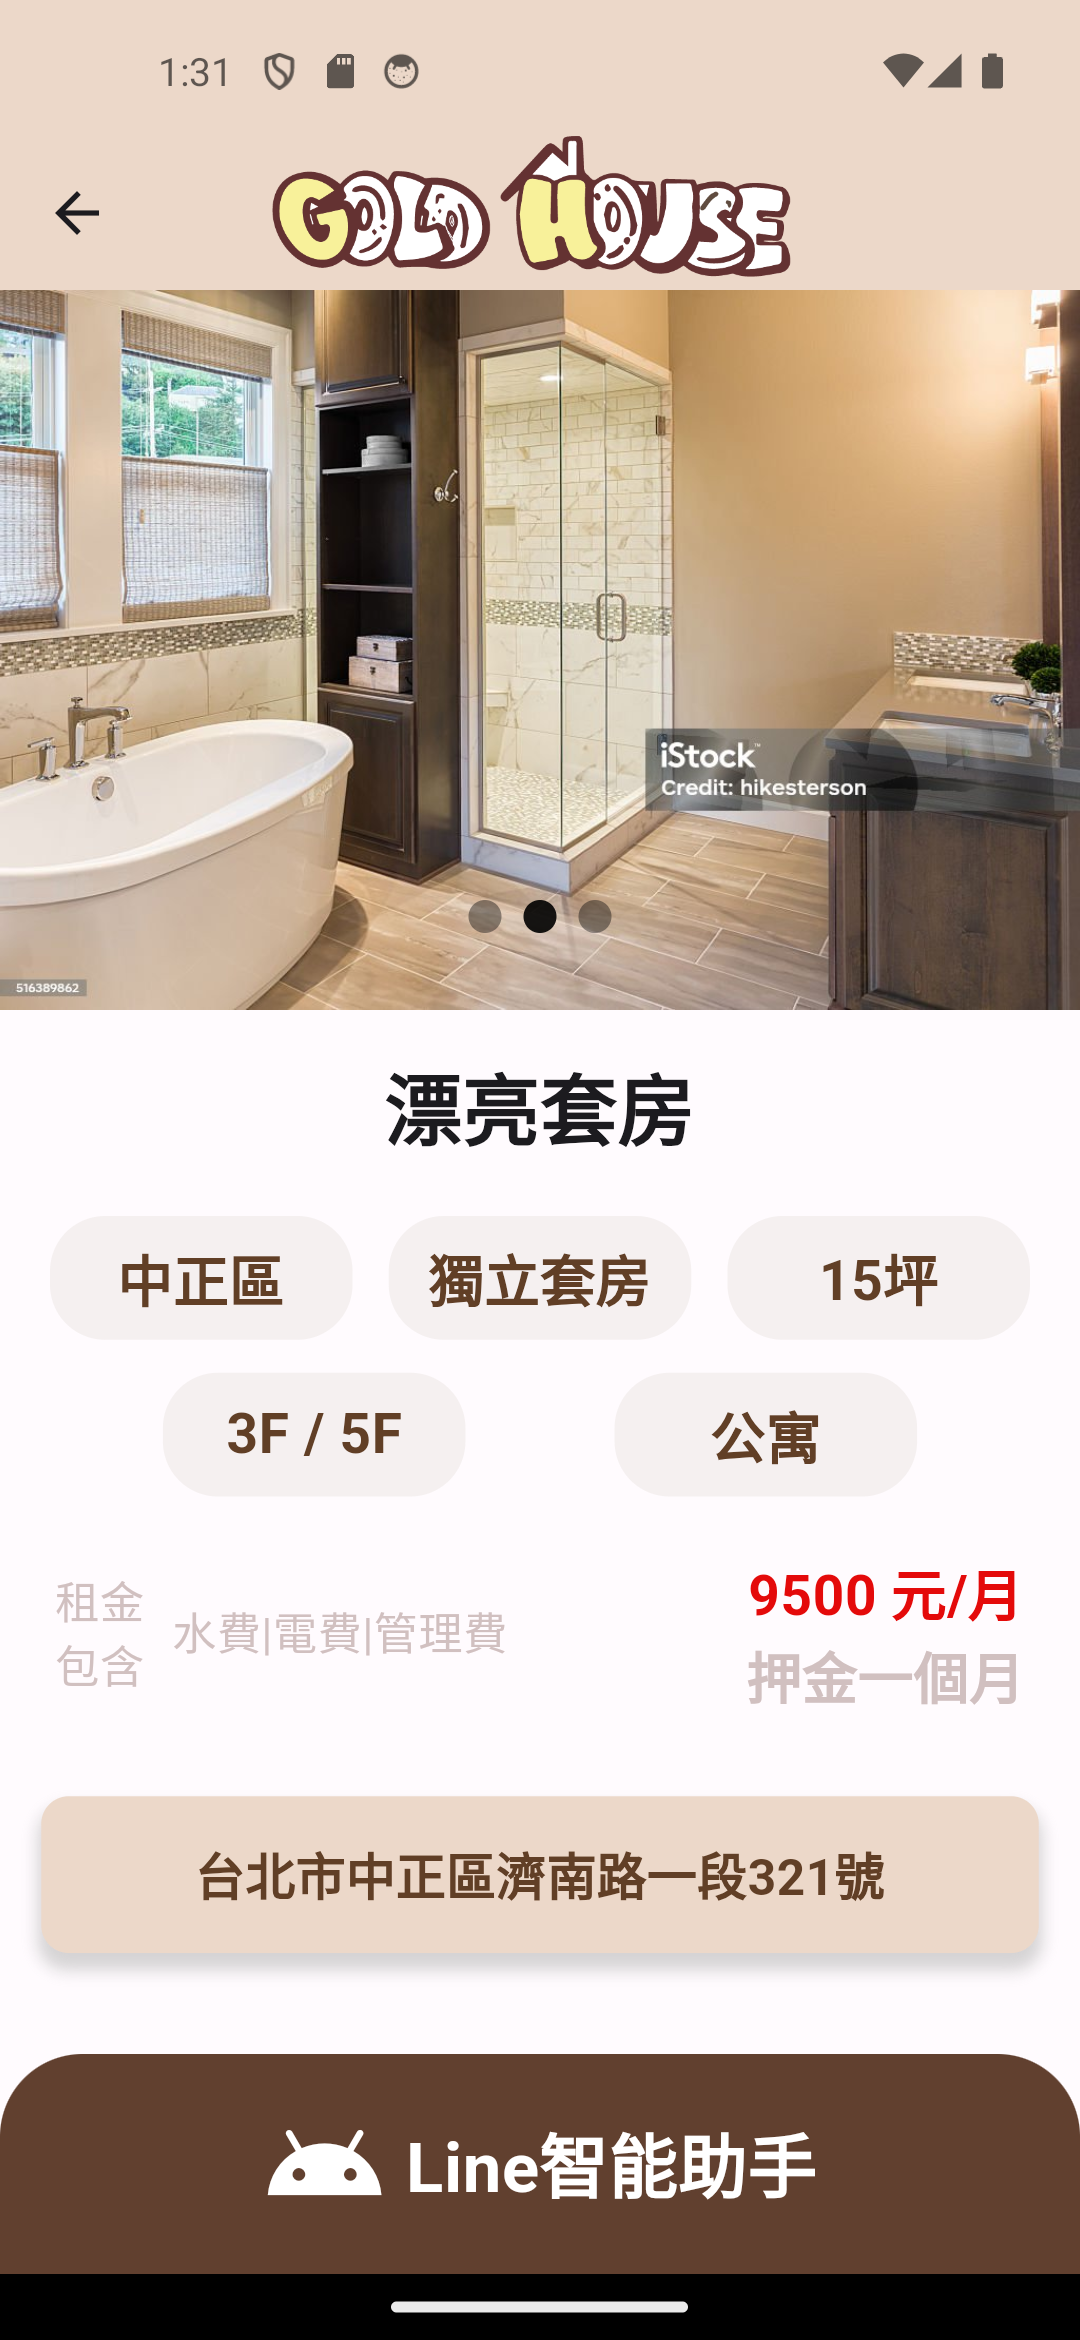 1:31
GOLD HOUSE
iStock™
Credit: hikesterson
516389862
漂亮套房
中正區
獨立套房
15坪
3F / 5F
公寓
租金
包含
水費|電費|管理費
9500 元/月
押金一個月
台北市中正區濟南路一段321號
Line智能助手